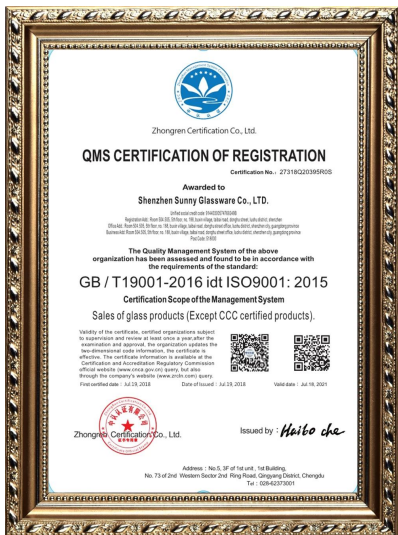 Zhongren Certification Co., Ltd.
QMS CERTIFICATION OF REGISTRATION
Certification No.: 27318Q20395R0S
Awarded to
Shenzhen Sunny Glassware Co., LTD.
The Quality Management System of the above
organization has been assessed and found to be in accordance with
the requirements of the standard:
GB / T19001-2016 idt ISO9001: 2015
Certification Scope of the Management System
Sales of glass products (Except CCC certified products).
Validity of the certificate, certified organizations subject
to supervision and review at least once a year,after the
examination and approval, the organization updates the
two-dimensional code information, the certificate is
effective. The certificate information is available at the
Certification and Accreditation Regulatory Commission
official website (www.cnca.gov.cn) query, but also
through the company's website (www.zrcln.com) query.
First certified date : Jul.19, 2018
Date of Issued : Jul.19, 2018
Valid date : Jul.18, 2021
Zhongren Certification Co., Ltd.
Issued by : Haibo che
Address : No.5, 3F of 1st unit , 1st Building,
No. 73 of 2nd Western Sector 2nd Ring Road, Qingyang District, Chengdu
Tel : 028-62373001